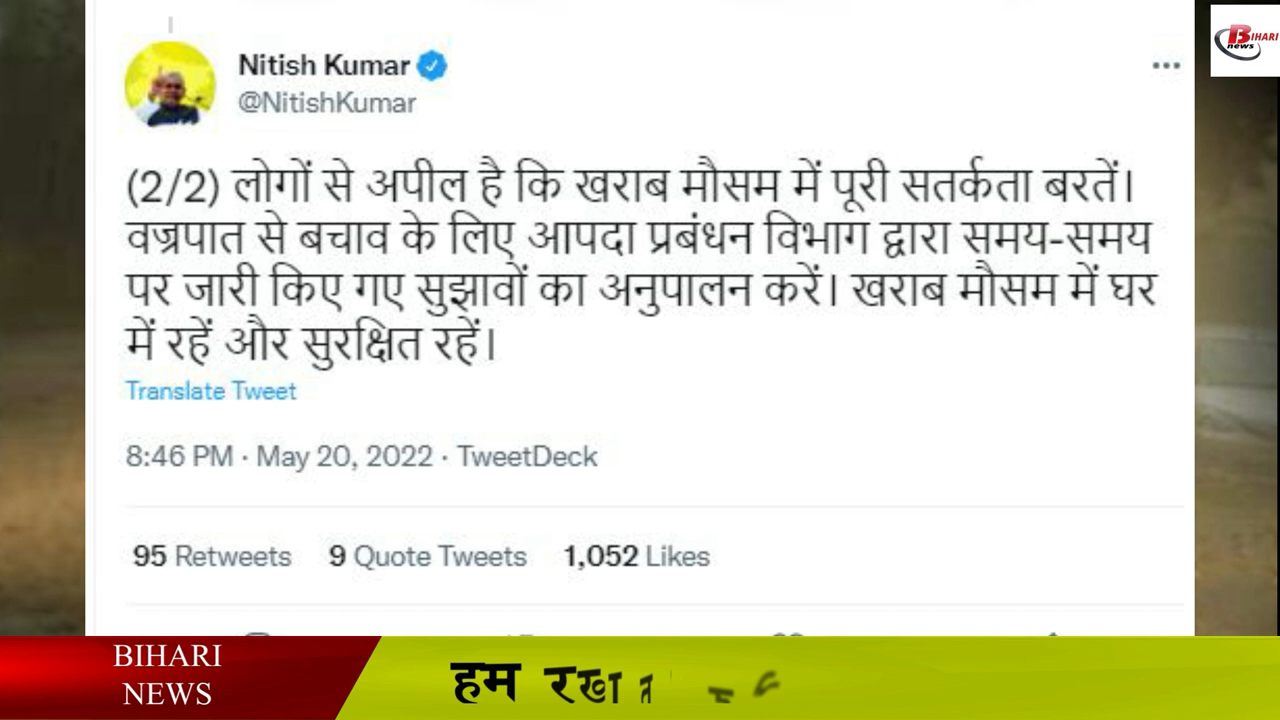 BIHARI
news
Nitish Kumar
@NitishKumar
(2/2) लोगों से अपील है कि खराब मौसम में पूरी सतर्कता बरतें।
वज्रपात से बचाव के लिए आपदा प्रबंधन विभाग द्वारा समय-समय
पर जारी किए गए सुझावों का अनुपालन करें। खराब मौसम में घर
में रहें और सुरक्षित रहें।
Translate Tweet
8:46 PM · May 20, 2022 · TweetDeck
95 Retweets 9 Quote Tweets 1,052 Likes
BIHARI
NEWS
हम